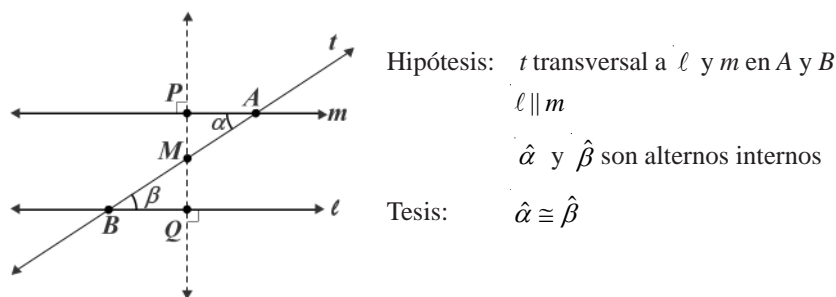 t
P
A
m
α
M
β
B
Q
ℓ
Hipótesis: t transversal a ℓ y m en A y B
ℓ || m
α̂ y β̂ son alternos internos
Tesis: α̂ ≅ β̂